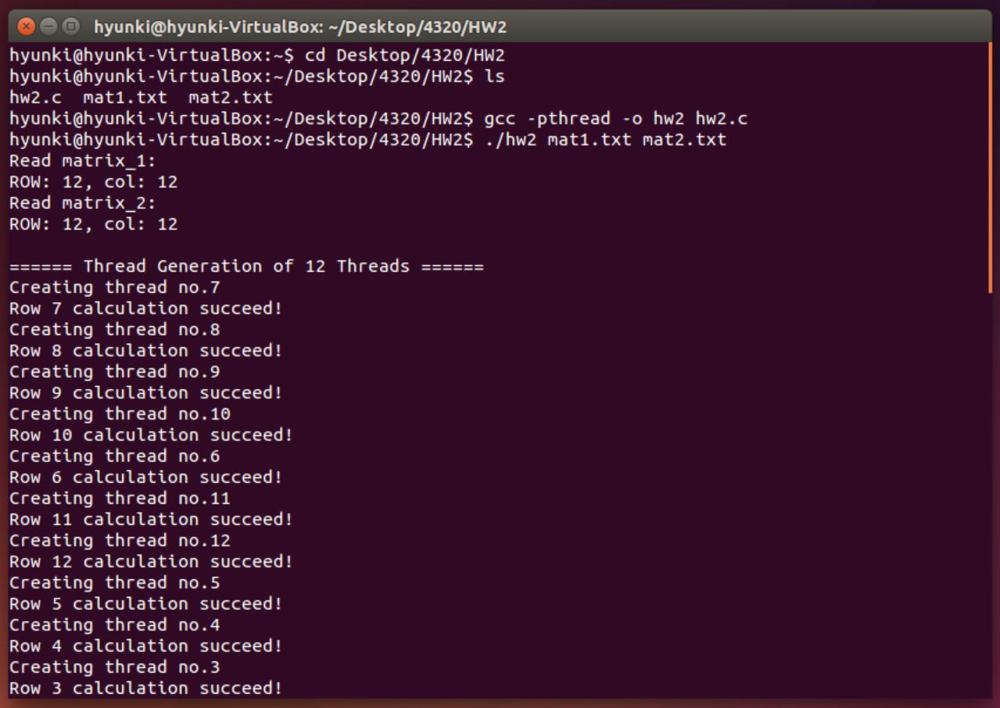 hyunki@hyunki-VirtualBox: ~/Desktop/4320/HW2
hyunki@hyunki-VirtualBox:~$ cd Desktop/4320/HW2
hyunki@hyunki-VirtualBox:~/Desktop/4320/HW2$ ls
hw2.c  mat1.txt  mat2.txt
hyunki@hyunki-VirtualBox:~/Desktop/4320/HW2$ gcc -pthread -o hw2 hw2.c
hyunki@hyunki-VirtualBox:~/Desktop/4320/HW2$ ./hw2 mat1.txt mat2.txt
Read matrix_1:
ROW: 12, col: 12
Read matrix_2:
ROW: 12, col: 12

====== Thread Generation of 12 Threads ======
Creating thread no.7
Row 7 calculation succeed!
Creating thread no.8
Row 8 calculation succeed!
Creating thread no.9
Row 9 calculation succeed!
Creating thread no.10
Row 10 calculation succeed!
Creating thread no.6
Row 6 calculation succeed!
Creating thread no.11
Row 11 calculation succeed!
Creating thread no.12
Row 12 calculation succeed!
Creating thread no.5
Row 5 calculation succeed!
Creating thread no.4
Row 4 calculation succeed!
Creating thread no.3
Row 3 calculation succeed!